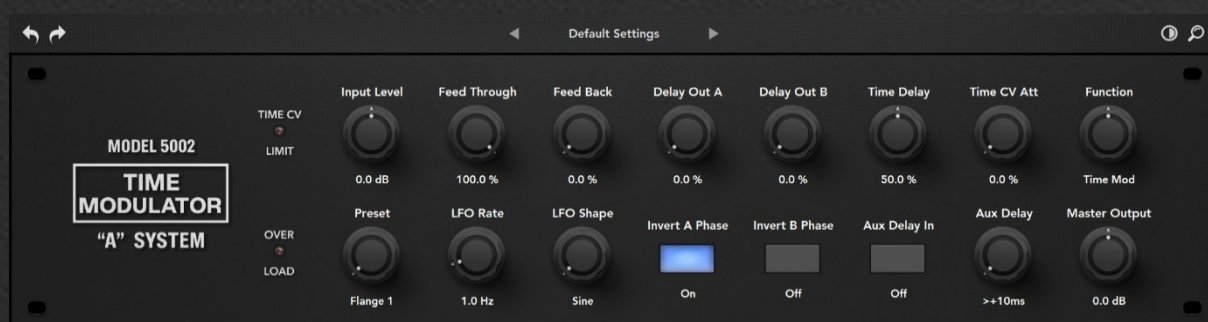 Default Settings
MODEL 5002
TIME
MODULATOR
“A” SYSTEM
TIME CV
LIMIT
OVER
LOAD
Input Level Feed Through Feed Back Delay Out A Delay Out B Time Delay Time CV Att Function
0.0 dB 100.0 % 0.0 % 0.0 % 0.0 % 50.0 % 0.0 % Time Mod
Preset LFO Rate LFO Shape Invert A Phase Invert B Phase Aux Delay In Aux Delay Master Output
Flange 1 1.0 Hz Sine On Off Off >+10ms 0.0 dB